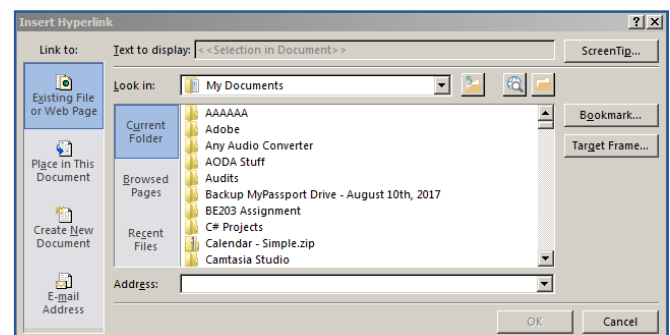 Insert Hyperlink
? X
Link to:
Text to display: <<Selection in Document>>
ScreenTip...
Existing File
or Web Page
Look in: My Documents
Current
Folder
Browsed
Pages
Recent
Files
AAAAAA
Adobe
Any Audio Converter
AODA Stuff
Audits
Backup MyPassport Drive - August 10th, 2017
BE203 Assignment
C# Projects
Calendar - Simple.zip
Camtasia Studio
Bookmark...
Target Frame...
Place in This
Document
Create New
Document
E-mail
Address
Address:
OK
Cancel